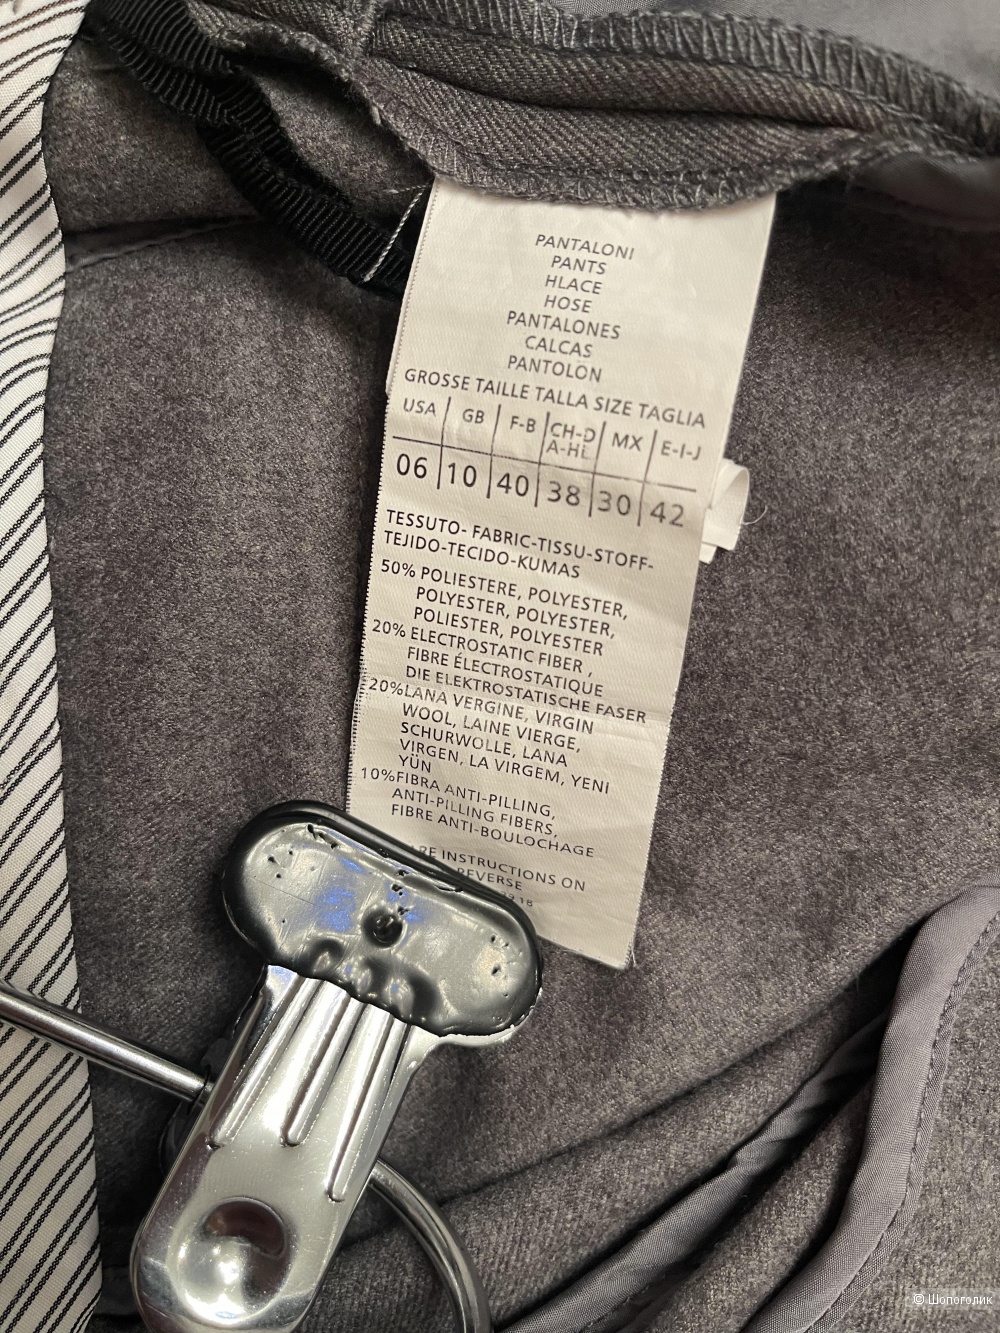 PANTALONI
PANTS
HLACE
HOSE
PANTALONES
CALCAS
PANTOLON
GROSSE TAILLE TALLA SIZE TAGLIA
USA GB F-B CH-D MX E-I-J
A-HL
06 10 40 38 30 42
TESSUTO- FABRIC-TISSU-STOFF-
TEJIDO-TECIDO-KUMAS
50% POLIESTERE, POLYESTER,
POLYESTER, POLYESTER,
POLIESTER, POLYESTER
20% ELECTROSTATIC FIBER,
FIBRE ÉLECTROSTATIQUE
DIE ELEKTROSTATISCHE FASER
20%LANA VERGINE, VIRGIN
WOOL, LAINE VIERGE,
SCHURWOLLE, LANA
VIRGEN, LA VIRGEM, YENI
YÜN
10%FIBRA ANTI-PILLING,
ANTI-PILLING FIBERS,
FIBRE ANTI-BOULOCHAGE
INSTRUCTIONS ON
REVERSE
© Шопоголик